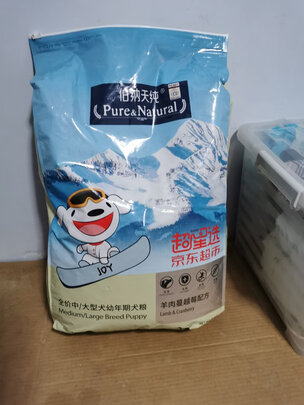 伯纳天纯
Pure&Natural
JOY
超星选
京东超市
全价中/大型犬幼年期犬粮
Medium/Large Breed Puppy
羊肉蔓越莓配方
Lamb & Cranberry